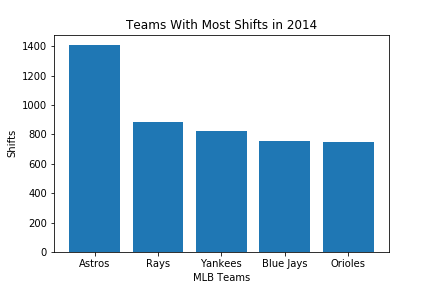 Teams With Most Shifts in 2014
1400
1200
1000
800
600
400
200
0
Shifts
Astros Rays Yankees Blue Jays Orioles
MLB Teams